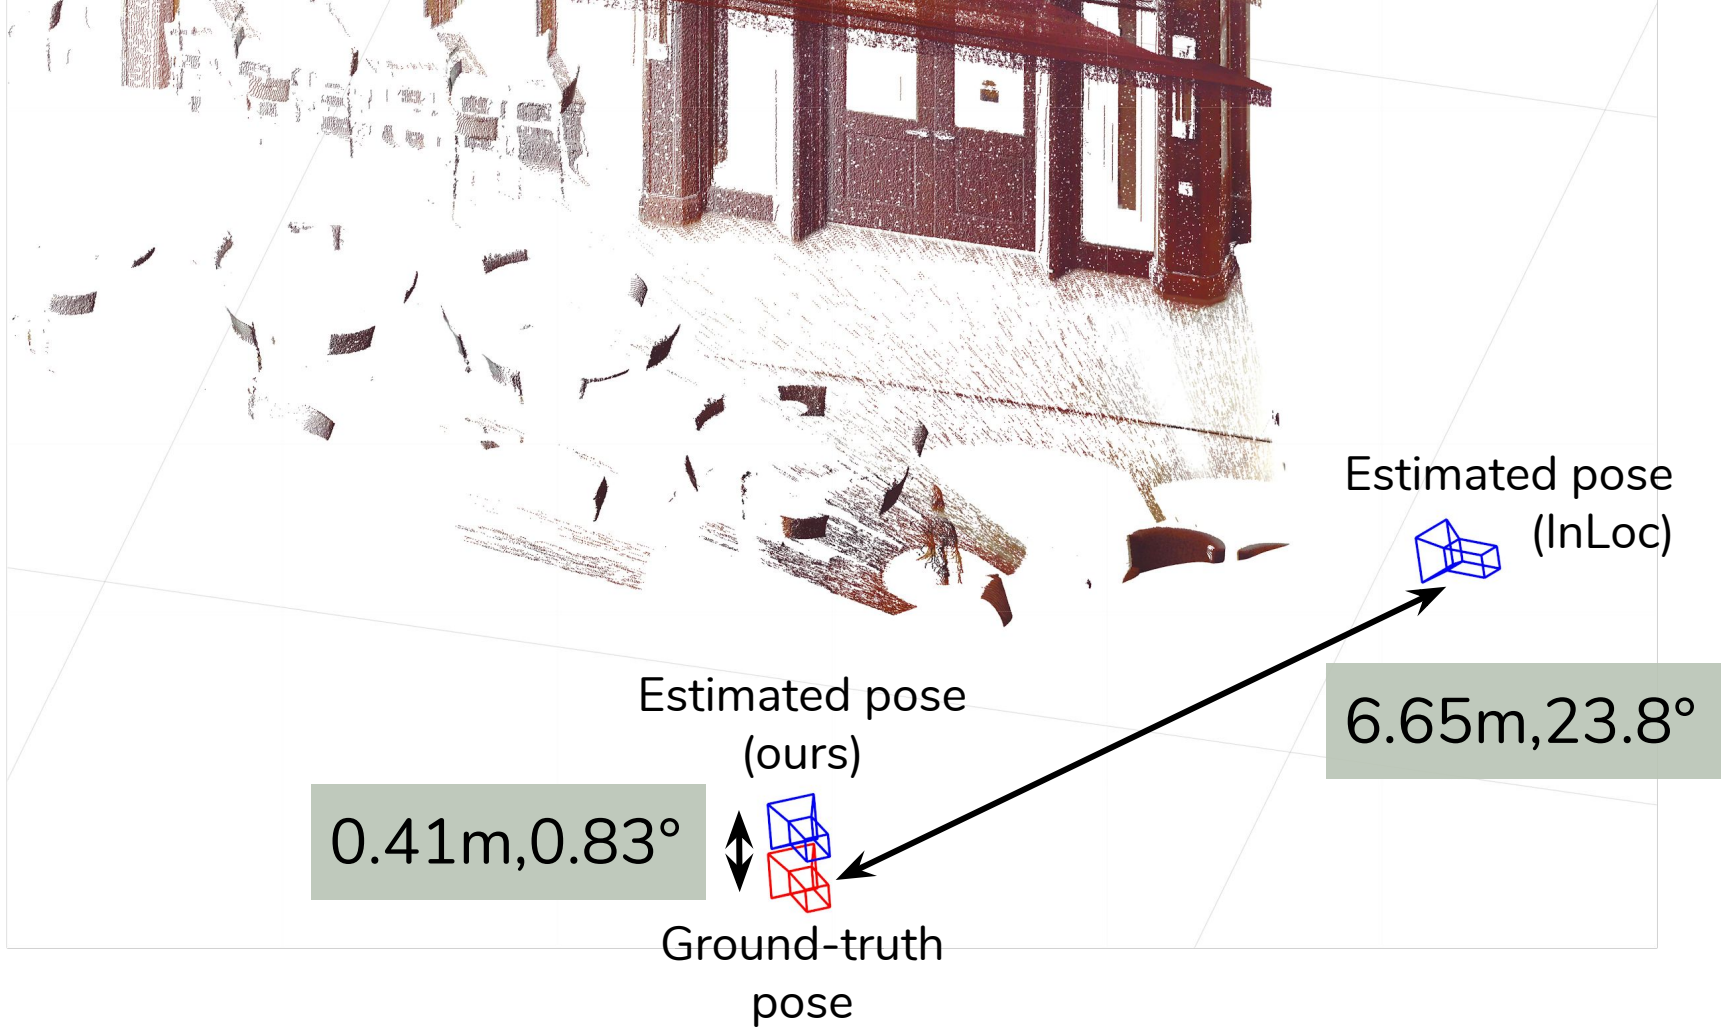 Estimated pose
(InLoc)
6.65m,23.8°
Estimated pose
(ours)
0.41m,0.83°
Ground-truth
pose